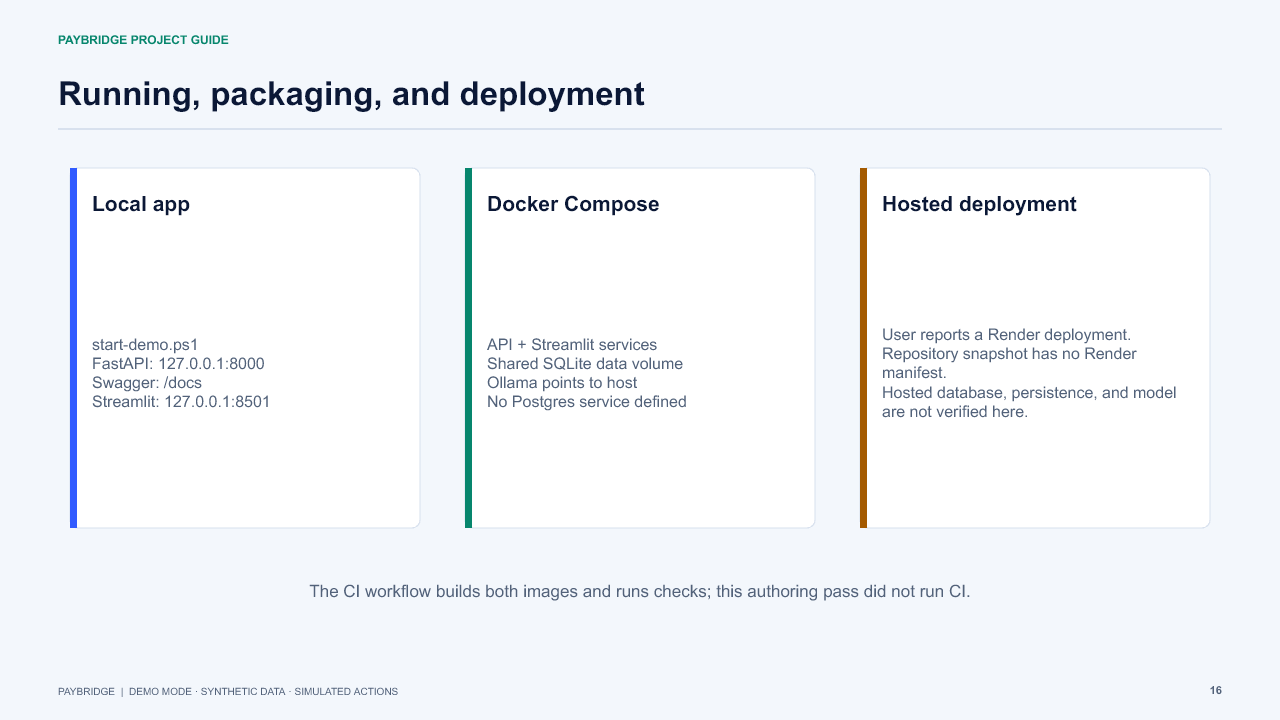 PAYBRIDGE PROJECT GUIDE
Running, packaging, and deployment
Local app
start-demo.ps1
FastAPI: 127.0.0.1:8000
Swagger: /docs
Streamlit: 127.0.0.1:8501
Docker Compose
API + Streamlit services
Shared SQLite data volume
Ollama points to host
No Postgres service defined
Hosted deployment
User reports a Render deployment.
Repository snapshot has no Render
manifest.
Hosted database, persistence, and model
are not verified here.
The CI workflow builds both images and runs checks; this authoring pass did not run CI.
PAYBRIDGE | DEMO MODE · SYNTHETIC DATA · SIMULATED ACTIONS
16